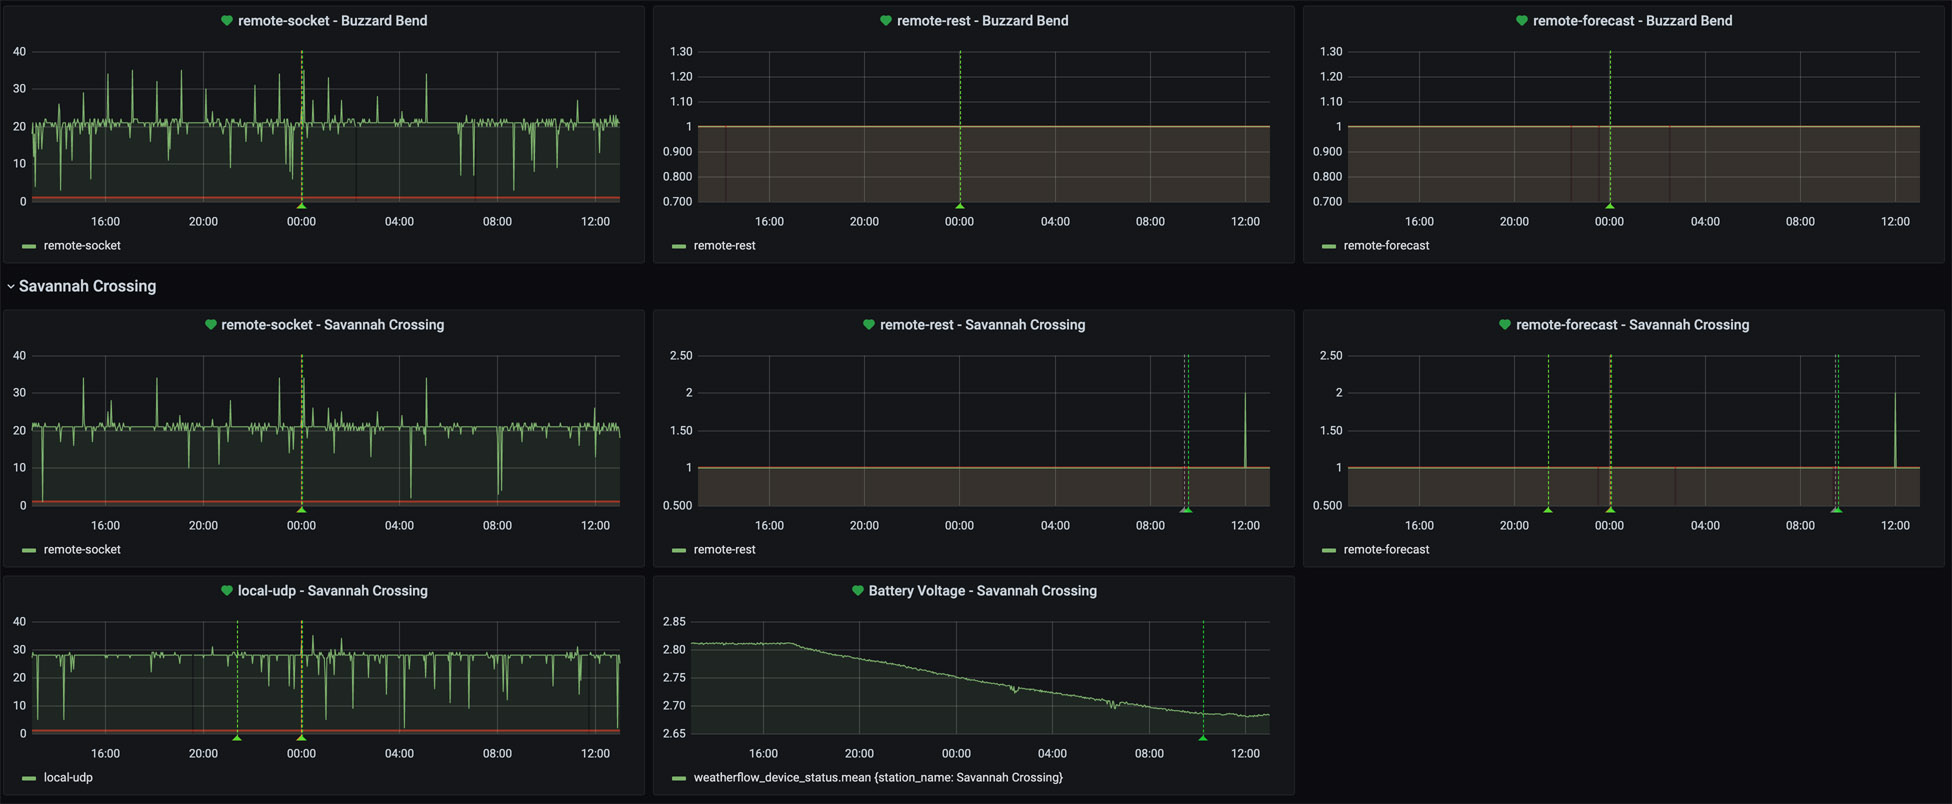 remote-socket - Buzzard Bend
40
30
20
10
0
16:00 20:00 00:00 04:00 08:00 12:00
remote-socket
remote-rest - Buzzard Bend
1.30
1.20
1.10
1
0.900
0.800
0.700
16:00 20:00 00:00 04:00 08:00 12:00
remote-rest
remote-forecast - Buzzard Bend
1.30
1.20
1.10
1
0.900
0.800
0.700
16:00 20:00 00:00 04:00 08:00 12:00
remote-forecast
Savannah Crossing
remote-socket - Savannah Crossing
40
30
20
10
0
16:00 20:00 00:00 04:00 08:00 12:00
remote-socket
remote-rest - Savannah Crossing
2.50
2
1.50
1
0.500
16:00 20:00 00:00 04:00 08:00 12:00
remote-rest
remote-forecast - Savannah Crossing
2.50
2
1.50
1
0.500
16:00 20:00 00:00 04:00 08:00 12:00
remote-forecast
local-udp - Savannah Crossing
40
30
20
10
0
16:00 20:00 00:00 04:00 08:00 12:00
local-udp
Battery Voltage - Savannah Crossing
2.85
2.80
2.75
2.70
2.65
16:00 20:00 00:00 04:00 08:00 12:00
weatherflow_device_status.mean {station_name: Savannah Crossing}